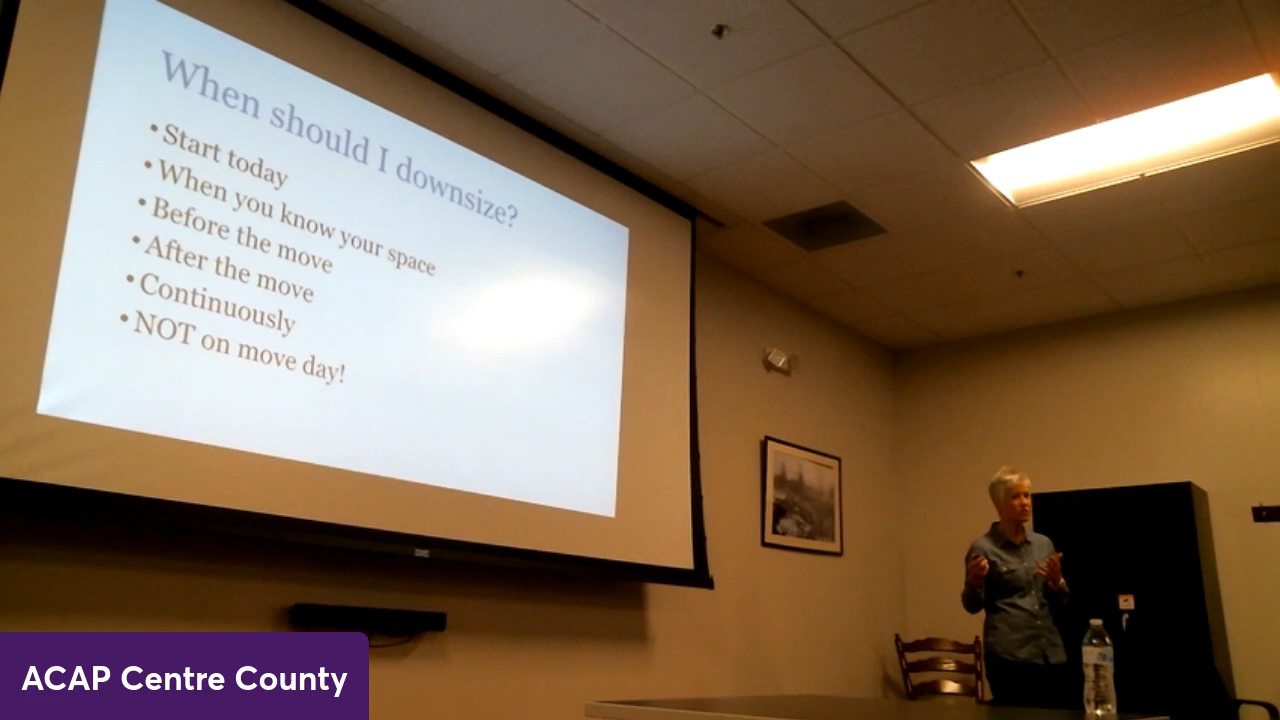 When should I downsize?
• Start today
• When you know your space
• Before the move
• After the move
• Continuously
• NOT on move day!
ACAP Centre County